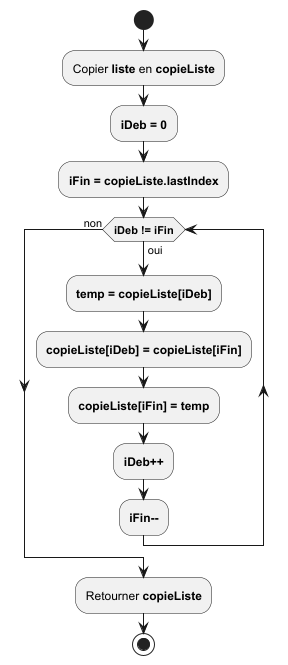 Copier liste en copieListe
iDeb = 0
iFin = copieListe.lastIndex
non
iDeb != iFin
oui
temp = copieListe[iDeb]
copieListe[iDeb] = copieListe[iFin]
copieListe[iFin] = temp
iDeb++
iFin--
Retourner copieListe